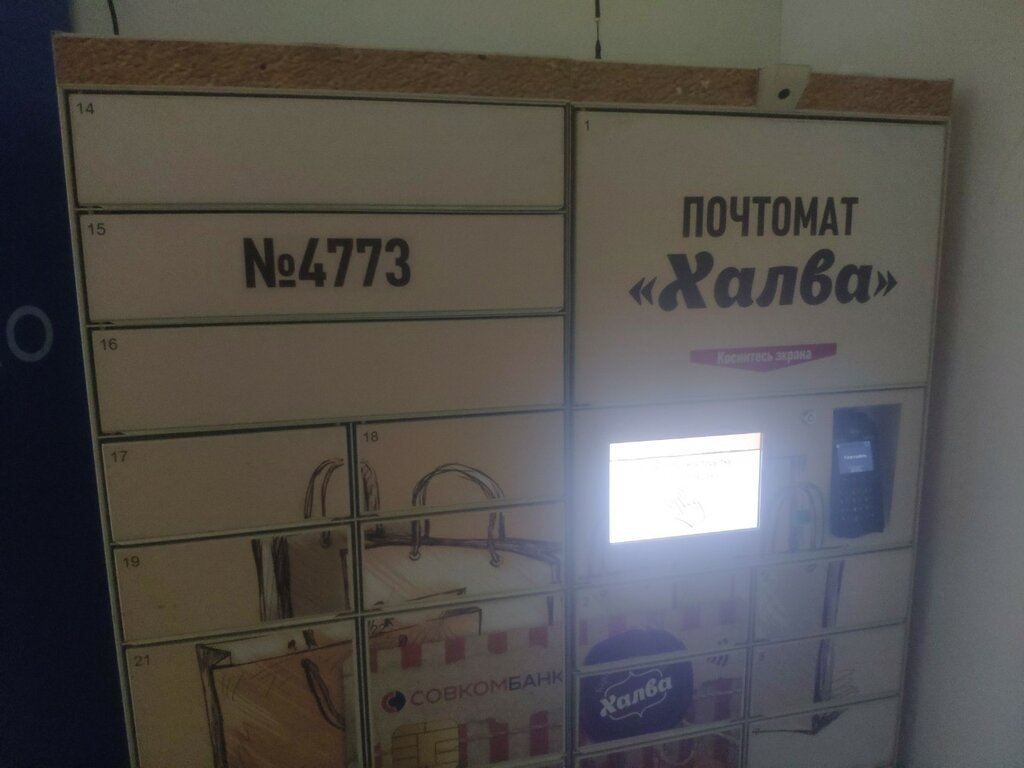 14
1
ПОЧТОМАТ
«Халва»
15
№4773
16
Коснитесь экрана
17
18
19
21
СОВКОМБАНК
Халва